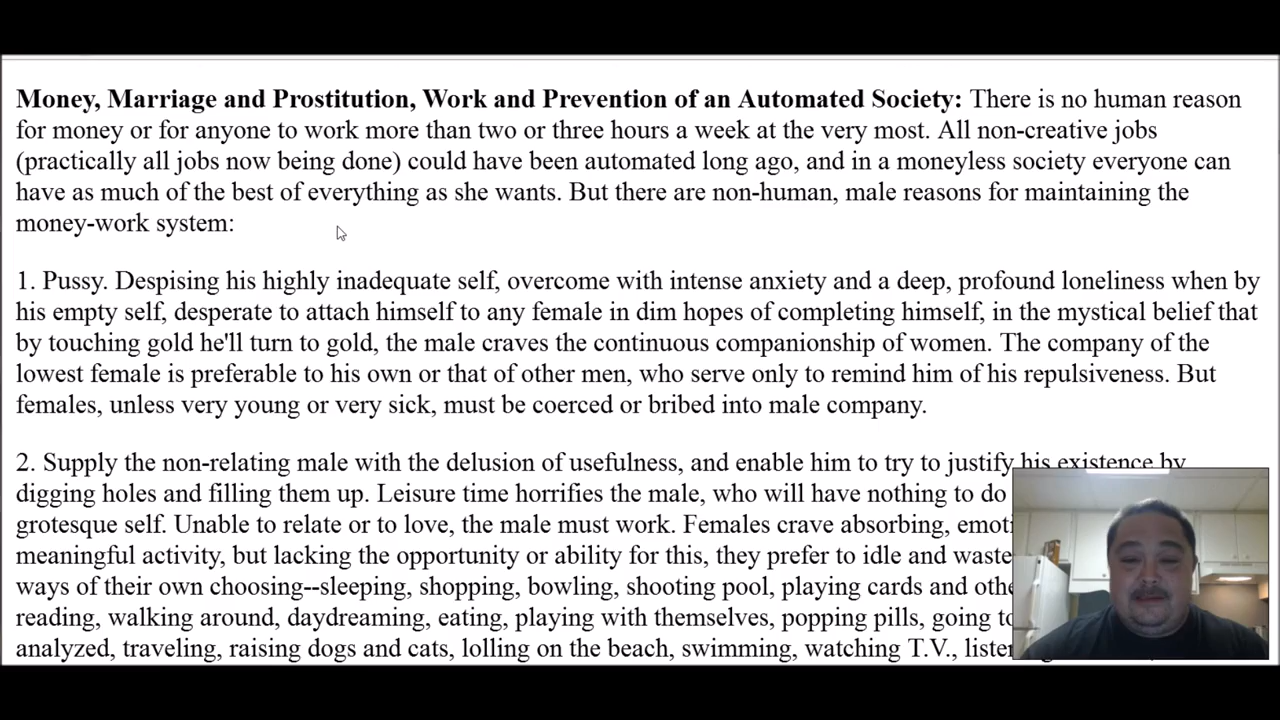 Money, Marriage and Prostitution, Work and Prevention of an Automated Society: There is no human reason
for money or for anyone to work more than two or three hours a week at the very most. All non-creative jobs
(practically all jobs now being done) could have been automated long ago, and in a moneyless society everyone can
have as much of the best of everything as she wants. But there are non-human, male reasons for maintaining the
money-work system:
1. Pussy. Despising his highly inadequate self, overcome with intense anxiety and a deep, profound loneliness when by
his empty self, desperate to attach himself to any female in dim hopes of completing himself, in the mystical belief that
by touching gold he'll turn to gold, the male craves the continuous companionship of women. The company of the
lowest female is preferable to his own or that of other men, who serve only to remind him of his repulsiveness. But
females, unless very young or very sick, must be coerced or bribed into male company.
2. Supply the non-relating male with the delusion of usefulness, and enable him to try to justify his existence by
digging holes and filling them up. Leisure time horrifies the male, who will have nothing to do
grotesque self. Unable to relate or to love, the male must work. Females crave absorbing,
meaningful activity, but lacking the opportunity or ability for this, they prefer to idle and
ways of their own choosing--sleeping, shopping, bowling, shooting pool, playing cards and
reading, walking around, daydreaming, eating, playing with themselves, popping pills, going
analyzed, traveling, raising dogs and cats, lolling on the beach, swimming, watching T.V.,